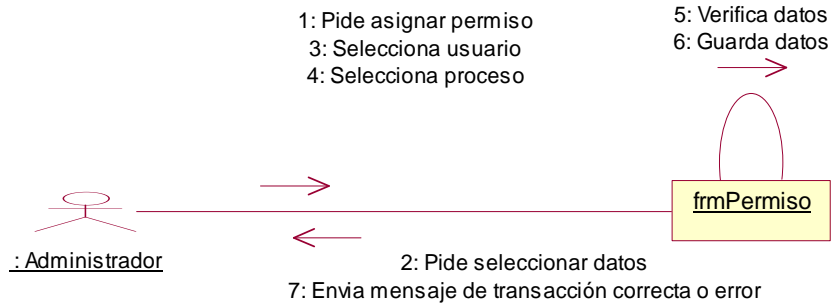 1: Pide asignar permiso
3: Selecciona usuario
4: Selecciona proceso
5: Verifica datos
6: Guarda datos
frmPermiso
: Administrador
2: Pide seleccionar datos
7: Envia mensaje de transacción correcta o error